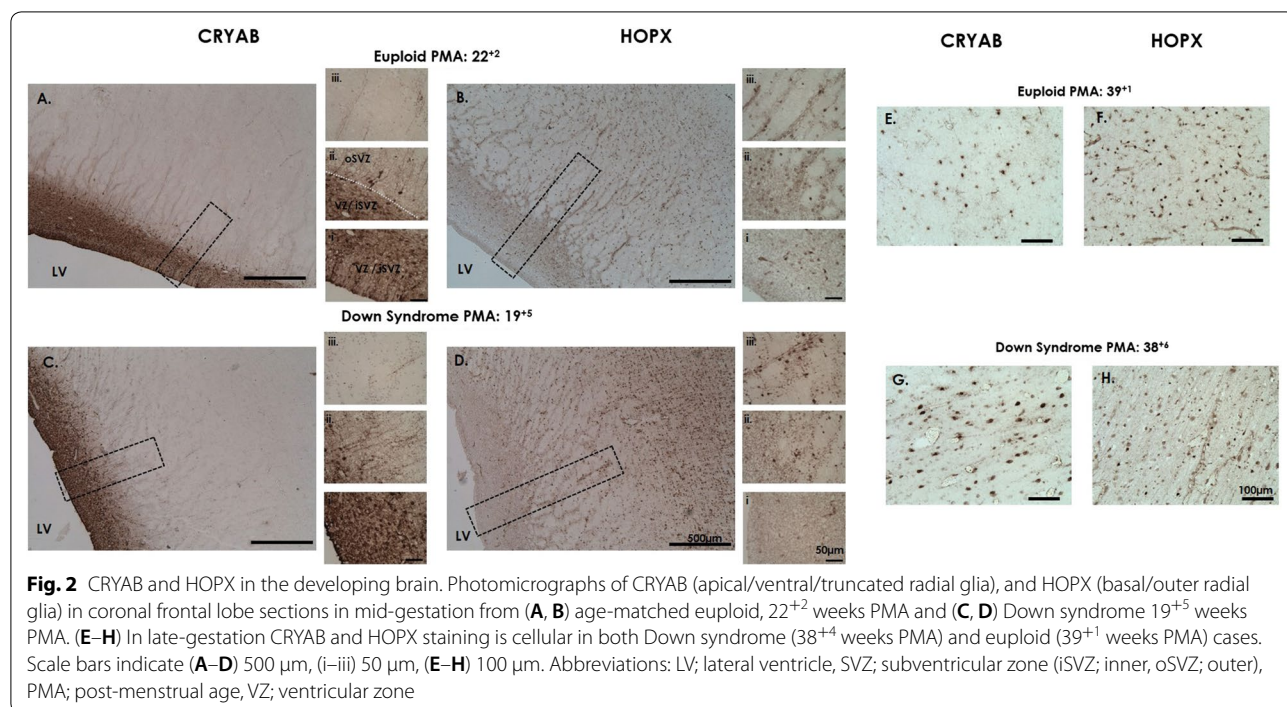 CRYAB
HOPX
CRYAB
HOPX
Euploid PMA: 22+2
A.
LV
iii.
ii.
oSVZ
VZ/ iSVZ
VZ /iSVZ
B.
LV
iii.
ii.
i
Euploid PMA: 39+1
E.
F.
Down Syndrome PMA: 19+5
C.
LV
iii.
ii.
D.
LV
500µm
iii.
ii.
i
50µm
Down Syndrome PMA: 38+6
G.
H.
100µm
Fig. 2 CRYAB and HOPX in the developing brain. Photomicrographs of CRYAB (apical/ventral/truncated radial glia), and HOPX (basal/outer radial
glia) in coronal frontal lobe sections in mid-gestation from (A, B) age-matched euploid, 22+2 weeks PMA and (C, D) Down syndrome 19+5 weeks
PMA. (E–H) In late-gestation CRYAB and HOPX staining is cellular in both Down syndrome (38+4 weeks PMA) and euploid (39+1 weeks PMA) cases.
Scale bars indicate (A–D) 500 µm, (i–iii) 50 µm, (E–H) 100 µm. Abbreviations: LV; lateral ventricle, SVZ; subventricular zone (iSVZ; inner, oSVZ; outer),
PMA; post-menstrual age, VZ; ventricular zone